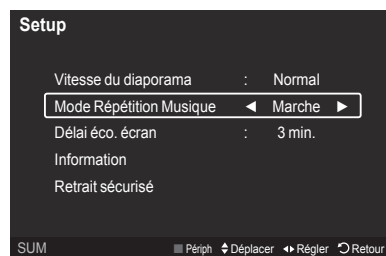 Setup
Vitesse du diaporama : Normal
Mode Répétition Musique ◄ Marche ►
Délai éco. écran : 3 min.
Information
Retrait sécurisé
SUM Périph Déplacer Régler Retour